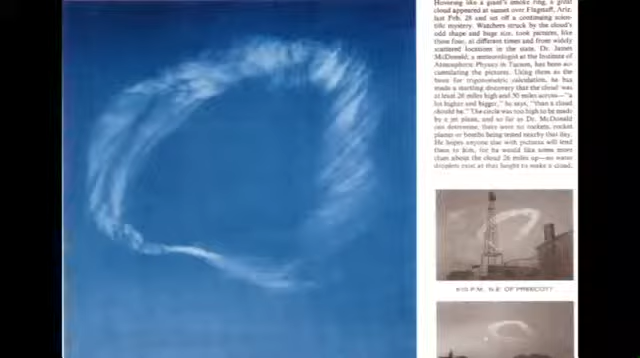 Hovering like a giant's smoke ring, a great
cloud appeared at sunset over Flagstaff, Ariz.
last Feb. 28 and set off a continuing scien-
tific mystery. Watchers struck by the cloud's
odd shape and huge size, took pictures, like
these four, at different times and from widely
scattered locations in the state. Dr. James
McDonald, a meteorologist at the Institute of
Atmospheric Physics in Tucson, has been ac-
cumulating the pictures. Using them as the
basis for trigonometric calculation, he has
made a startling discovery that the cloud was
at least 26 miles high and 30 miles across—"a
lot higher and bigger," he says, "than a cloud
should be." The circle was too high to be made
by a jet plane, and so far as Dr. McDonald
can determine, there were no rockets, rocket
planes or bombs being tested nearby that day.
He hopes anyone else with pictures will send
them to him, for he would like some more
clues about the cloud 26 miles up—no water
droplets exist at that height to make a cloud.
P.M. N.E. OF PRESCOTT